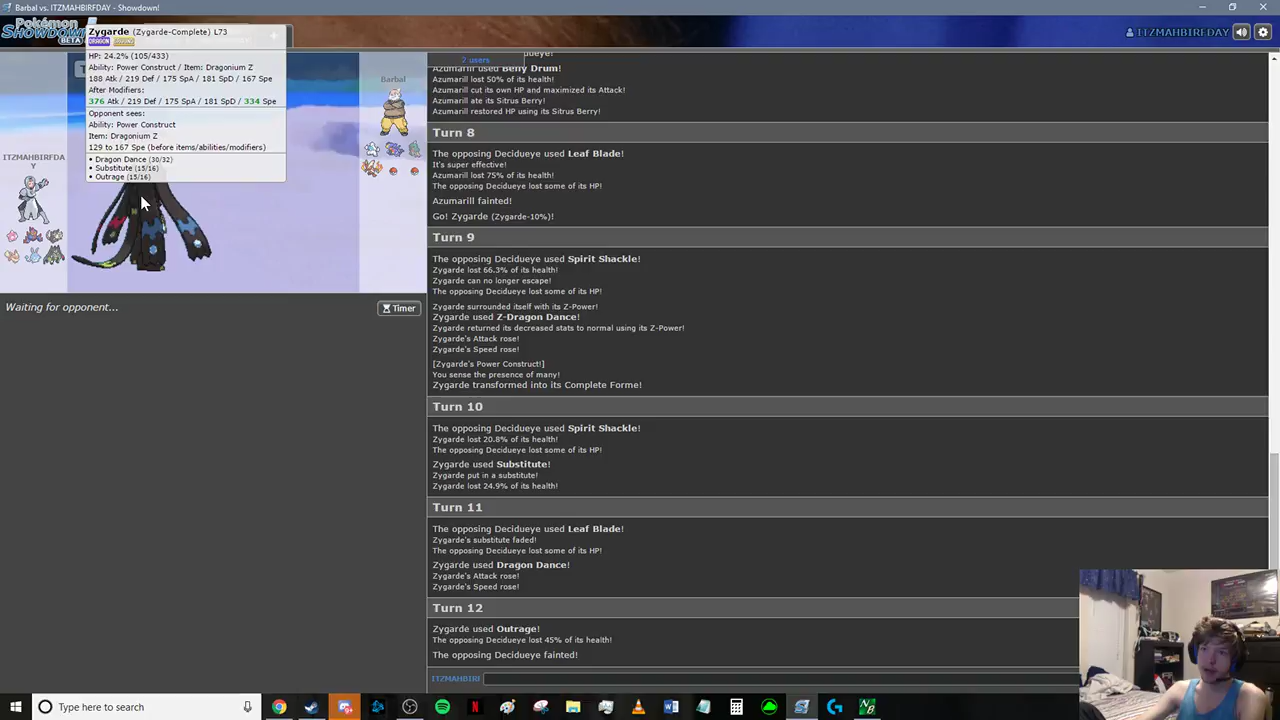 Barbal vs. ITZMAHBIRFDAY - Showdown!
Pokémon
SHOWDOWN
BETA
ITZMAHBIRFDAY
Zygarde (Zygarde-Complete) L73
DRAGON GROUND
HP: 24.2% (105/433)
Ability: Power Construct / Item: Dragonium Z
188 Atk / 219 Def / 175 SpA / 181 SpD / 167 Spe
After Modifiers:
376 Atk / 219 Def / 175 SpA / 181 SpD / 334 Spe
Opponent sees:
Ability: Power Construct
Item: Dragonium Z
129 to 167 Spe (before items/abilities/modifiers)
• Dragon Dance (30/32)
• Substitute (15/16)
• Outrage (15/16)
ITZMAHBIRFDA
Y
Barbal
Waiting for opponent...
Timer
2 users
Azumarill used Belly Drum!
Azumarill lost 50% of its health!
Azumarill cut its own HP and maximized its Attack!
Azumarill ate its Sitrus Berry!
Azumarill restored HP using its Sitrus Berry!
Turn 8
The opposing Decidueye used Leaf Blade!
It's super effective!
Azumarill lost 75% of its health!
The opposing Decidueye lost some of its HP!
Azumarill fainted!
Go! Zygarde (Zygarde-10%)!
Turn 9
The opposing Decidueye used Spirit Shackle!
Zygarde lost 66.3% of its health!
Zygarde can no longer escape!
The opposing Decidueye lost some of its HP!
Zygarde surrounded itself with its Z-Power!
Zygarde used Z-Dragon Dance!
Zygarde returned its decreased stats to normal using its Z-Power!
Zygarde's Attack rose!
Zygarde's Speed rose!
[Zygarde's Power Construct!]
You sense the presence of many!
Zygarde transformed into its Complete Forme!
Turn 10
The opposing Decidueye used Spirit Shackle!
Zygarde lost 20.8% of its health!
The opposing Decidueye lost some of its HP!
Zygarde used Substitute!
Zygarde put in a substitute!
Zygarde lost 24.9% of its health!
Turn 11
The opposing Decidueye used Leaf Blade!
Zygarde's substitute faded!
The opposing Decidueye lost some of its HP!
Zygarde used Dragon Dance!
Zygarde's Attack rose!
Zygarde's Speed rose!
Turn 12
Zygarde used Outrage!
The opposing Decidueye lost 45% of its health!
The opposing Decidueye fainted!
ITZMAHBIRF
Type here to search